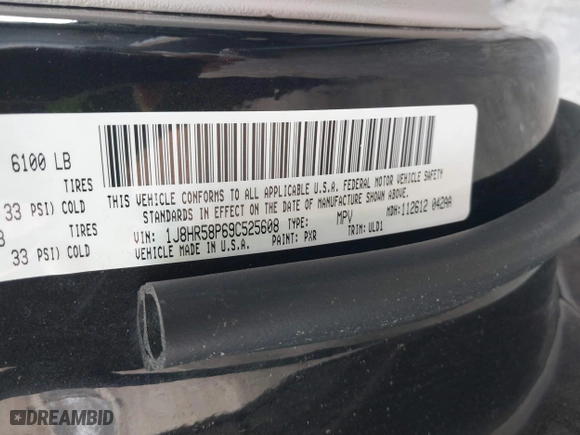 6100 LB
TIRES
33 PSI) COLD
TIRES
33 PSI) COLD
THIS VEHICLE CONFORMS TO ALL APPLICABLE U.S.A. FEDERAL MOTOR VEHICLE SAFETY
STANDARDS IN EFFECT ON THE DATE OF MANUFACTURE SHOWN ABOVE.
VIN: 1J8HR58P69C525608 TYPE: MPV MDH: 112612 042AA
VEHICLE MADE IN U.S.A. PAINT: PXR TRIM: ULD1
DREAMBID